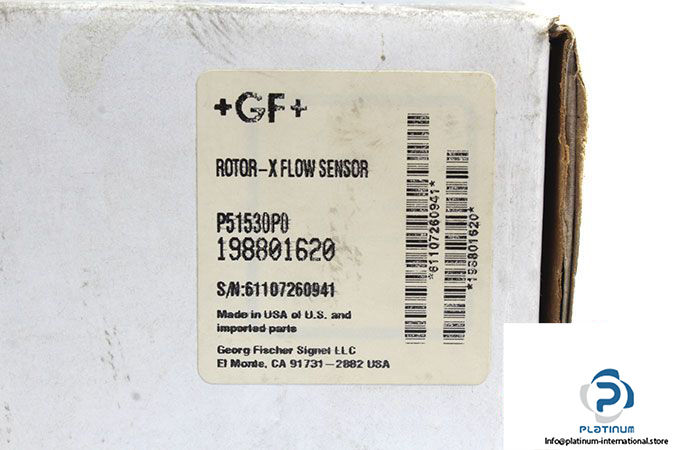 +GF+
ROTOR-X FLOW SENSOR
P51530P0
198801620
S/N:61107260941
Made in USA of U.S. and
imported parts
Georg Fischer Signet LLC
El Monte, CA 91731-2882 USA
*61107260941*
*198801620*
PLATINUM
Info@platinum-international.store